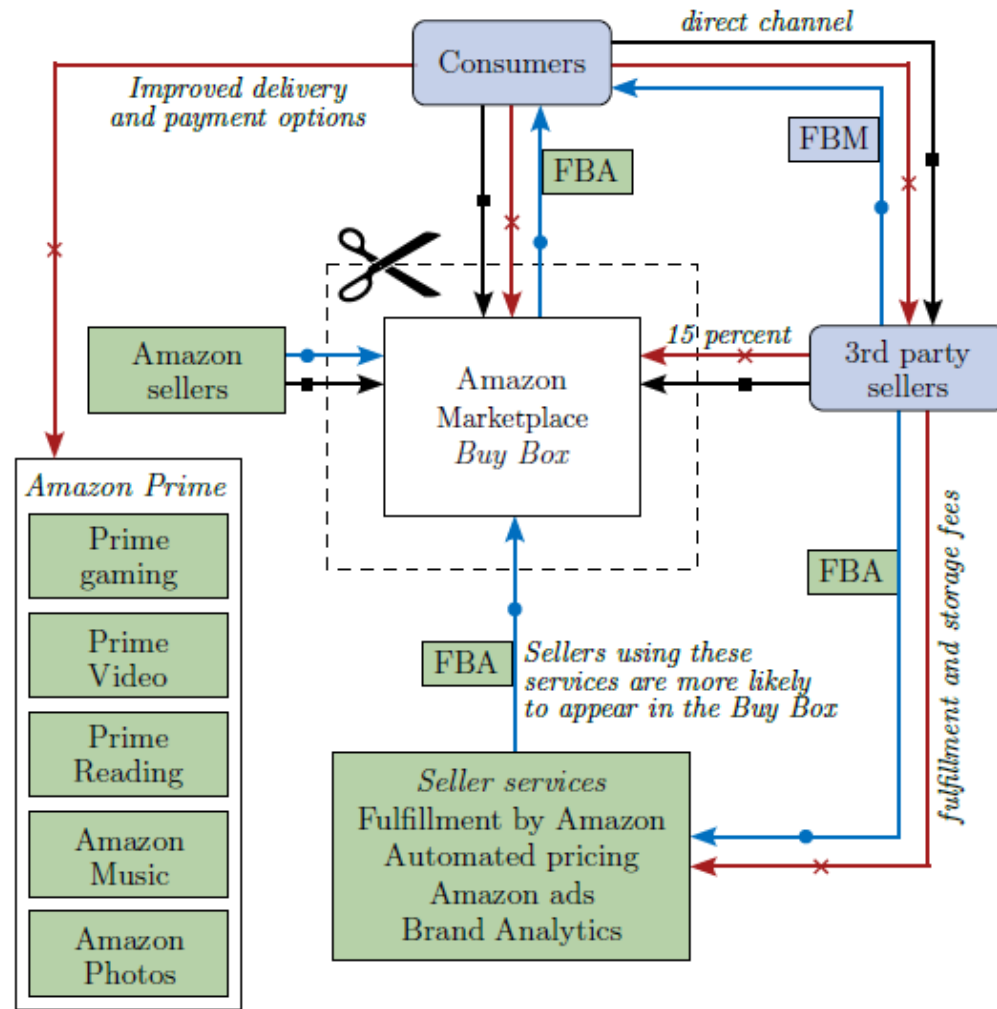 direct channel
Consumers
Improved delivery
and payment options
FBM
FBA
15 percent
Amazon
sellers
Amazon
Marketplace
Buy Box
3rd party
sellers
Amazon Prime
Prime
gaming
Prime
Video
Prime
Reading
Amazon
Music
Amazon
Photos
FBA
Sellers using these
services are more likely
to appear in the Buy Box
FBA
fulfillment and storage fees
Seller services
Fulfillment by Amazon
Automated pricing
Amazon ads
Brand Analytics